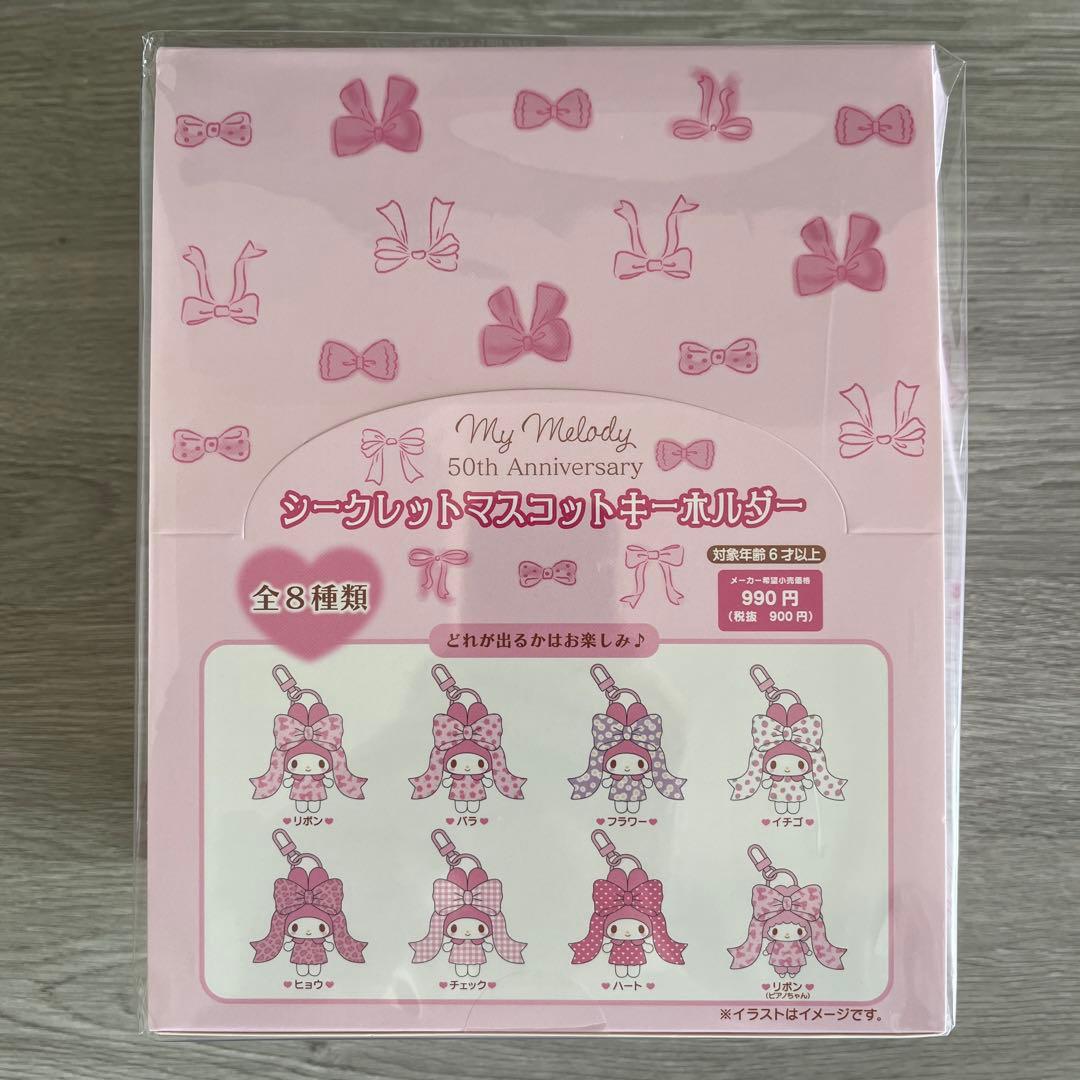 My Melody
50th Anniversary
シークレットマスコットキーホルダー
対象年齢6才以上
全8種類
メーカー希望小売価格
990円
(税抜 900円)
どれが出るかはお楽しみ♪
リボン
バラ
フラワー
イチゴ
ヒョウ
チェック
ハート
リボン
(ピアノちゃん)
※イラストはイメージです。